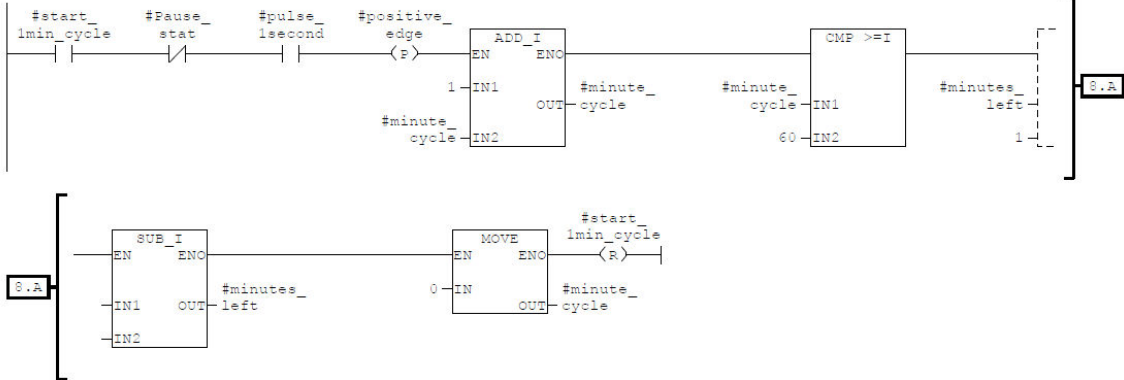 #start_ #Pause_ #pulse_ #positive_
1min_cycle stat 1second edge
(P)
ADD_I CMP >=I
EN ENO
1 IN1 #minute_ #minute_ #minutes_
OUT cycle cycle IN1 left
#minute_
cycle IN2 60 IN2 1
8.A
#start_
SUB_I MOVE 1min_cycle
EN ENO EN ENO (R)
8.A
#minutes_ 0 IN #minute_
IN1 OUT left OUT cycle
IN2